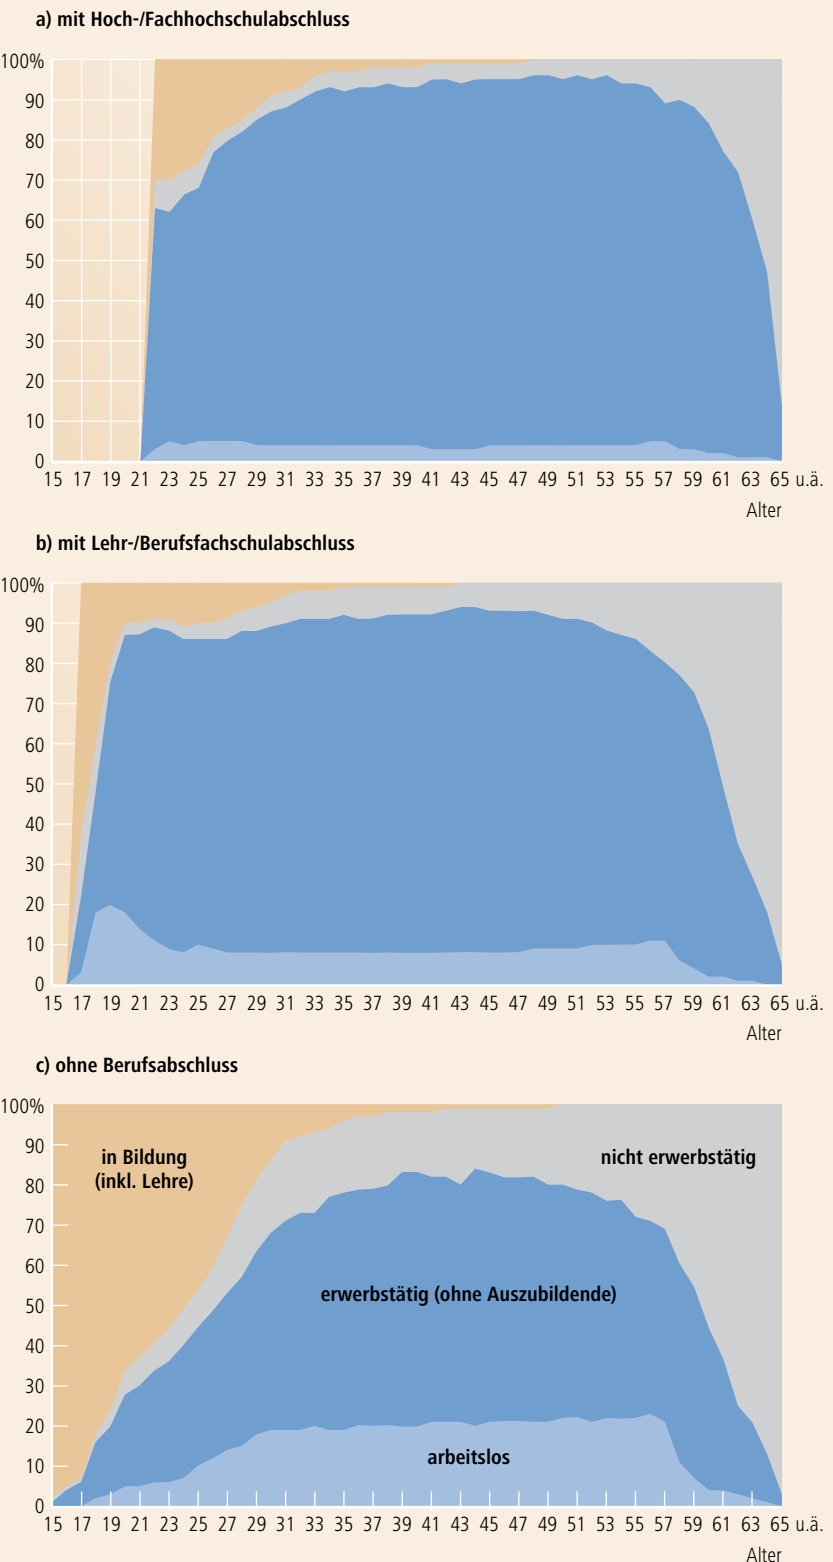 a) mit Hoch-/Fachhochschulabschluss
100%
90
80
70
60
50
40
30
20
10
0
15 17 19 21 23 25 27 29 31 33 35 37 39 41 43 45 47 49 51 53 55 57 59 61 63 65 u.ä.
Alter
b) mit Lehr-/Berufsfachschulabschluss
100%
90
80
70
60
50
40
30
20
10
0
15 17 19 21 23 25 27 29 31 33 35 37 39 41 43 45 47 49 51 53 55 57 59 61 63 65 u.ä.
Alter
c) ohne Berufsabschluss
100%
90
in Bildung
(inkl. Lehre)
nicht erwerbstätig
80
70
60
50
erwerbstätig (ohne Auszubildende)
40
30
20
10
arbeitslos
0
15 17 19 21 23 25 27 29 31 33 35 37 39 41 43 45 47 49 51 53 55 57 59 61 63 65 u.ä.
Alter